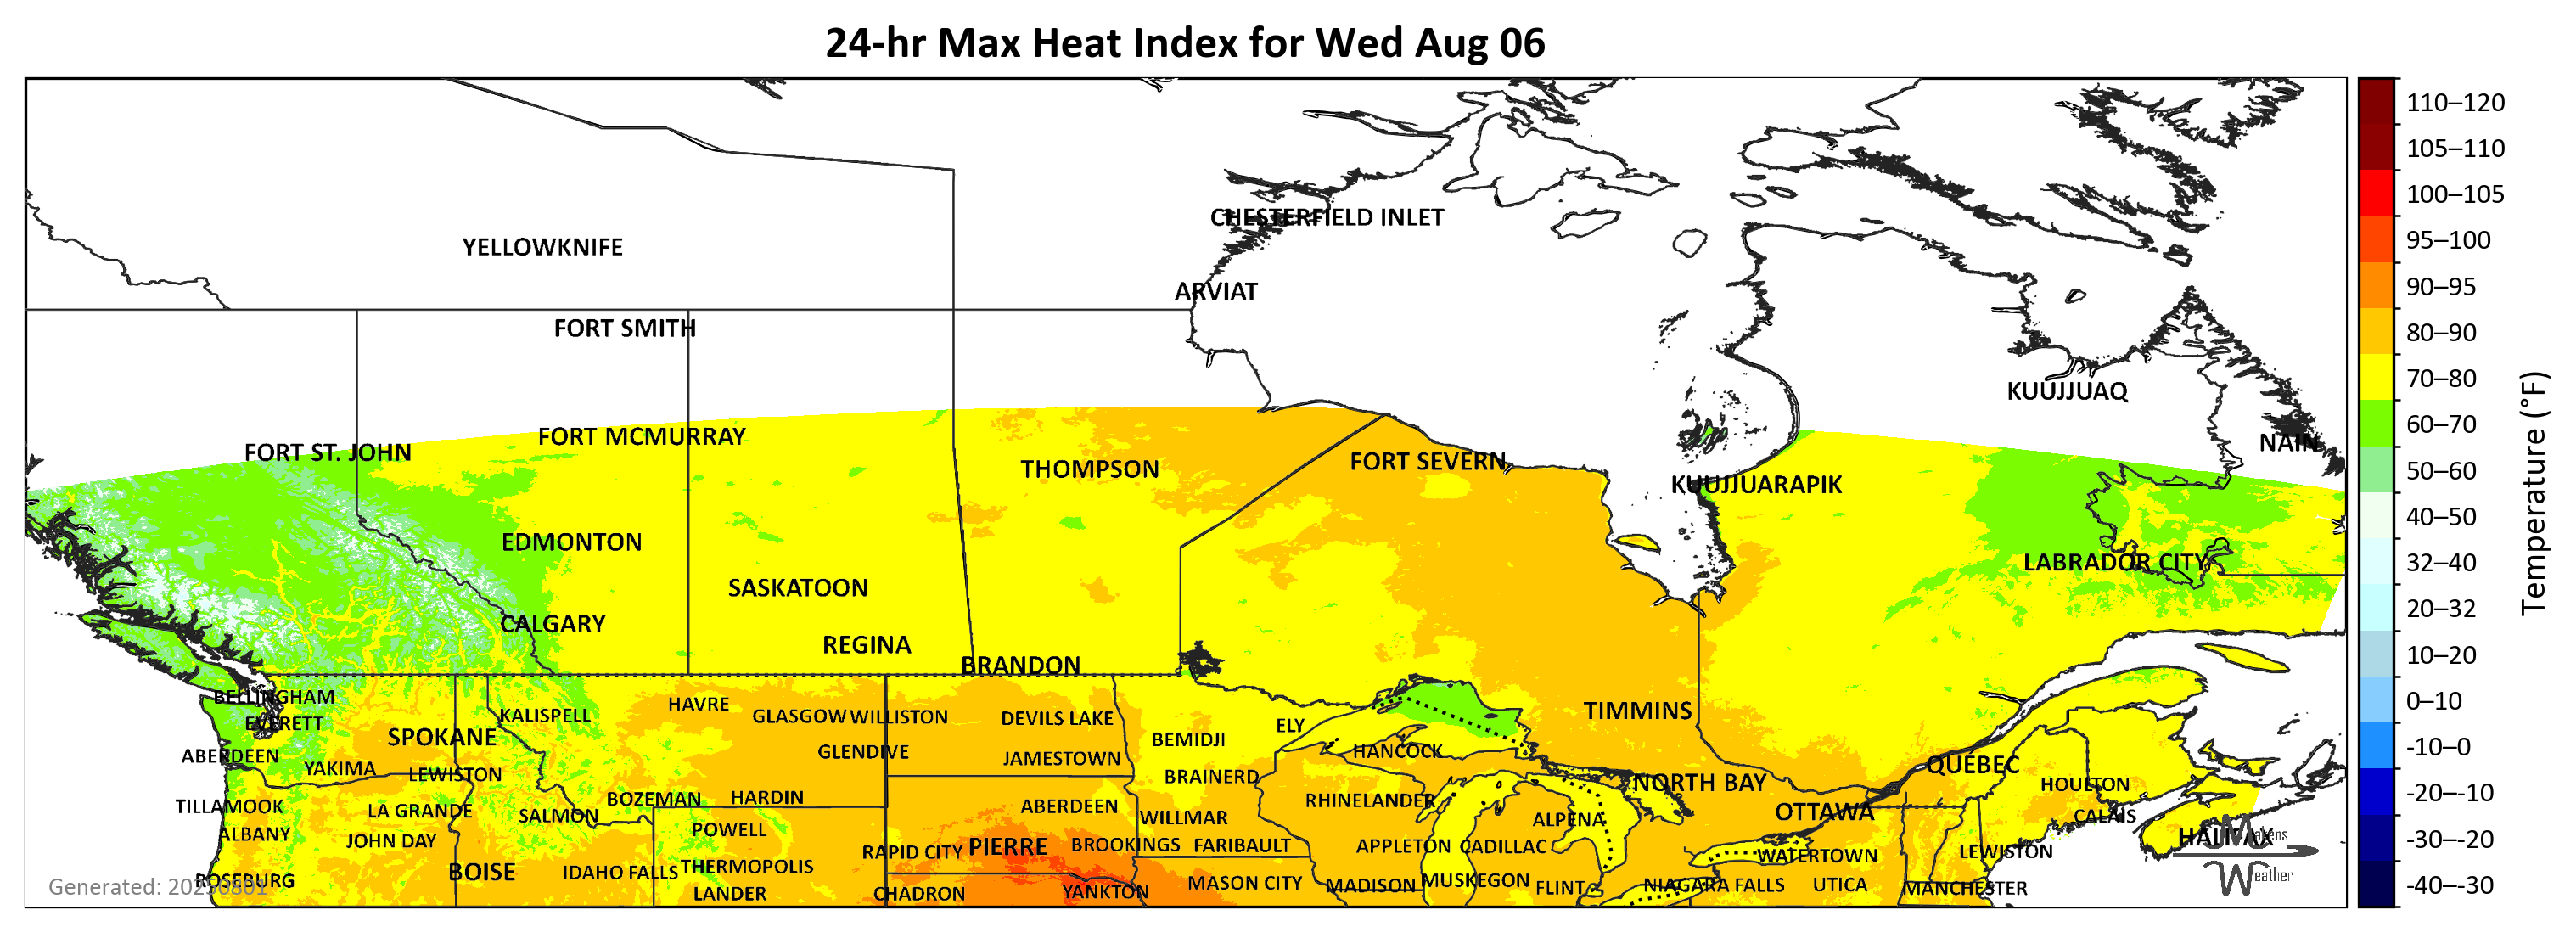 24-hr Max Heat Index for Wed Aug 06
110–120
105–110
100–105
95–100
90–95
80–90
70–80
60–70
50–60
40–50
32–40
20–32
10–20
0–10
-10–0
-20–-10
-30–-20
-40–-30
Temperature (°F)
CHESTERFIELD INLET
YELLOWKNIFE
ARVIAT
FORT SMITH
KUUJJUAQ
FORT MCMURRAY
NAIN
FORT ST. JOHN
FORT SEVERN
THOMPSON
KUUJJUARAPIK
EDMONTON
LABRADOR CITY
SASKATOON
CALGARY
REGINA
BRANDON
BELLINGHAM
HAVRE
TIMMINS
KALISPELL
GLASGOW
WILLISTON
DEVILS LAKE
EVERETT
ELY
SPOKANE
BEMIDJI
HANCOCK
GLENDIVE
ABERDEEN
JAMESTOWN
QUÉBEC
YAKIMA
LEWISTON
BRAINERD
NORTH BAY
HOULTON
BOZEMAN
HARDIN
RHINELANDER
TILLAMOOK
ABERDEEN
LA GRANDE
OTTAWA
SALMON
CALAIS
WILLMAR
ALPENA
POWELL
ALBANY
HALIFAX
JOHN DAY
BROOKINGS
FARIBAULT
APPLETON
CADILLAC
PIERRE
RAPID CITY
LEWISTON
WATERTOWN
THERMOPOLIS
BOISE
IDAHO FALLS
ROSEBURG
MUSKEGON
MASON CITY
NIAGARA FALLS
UTICA
MADISON
FLINT
MANCHESTER
YANKTON
LANDER
CHADRON
Generated: 20250801
Makens
Weather